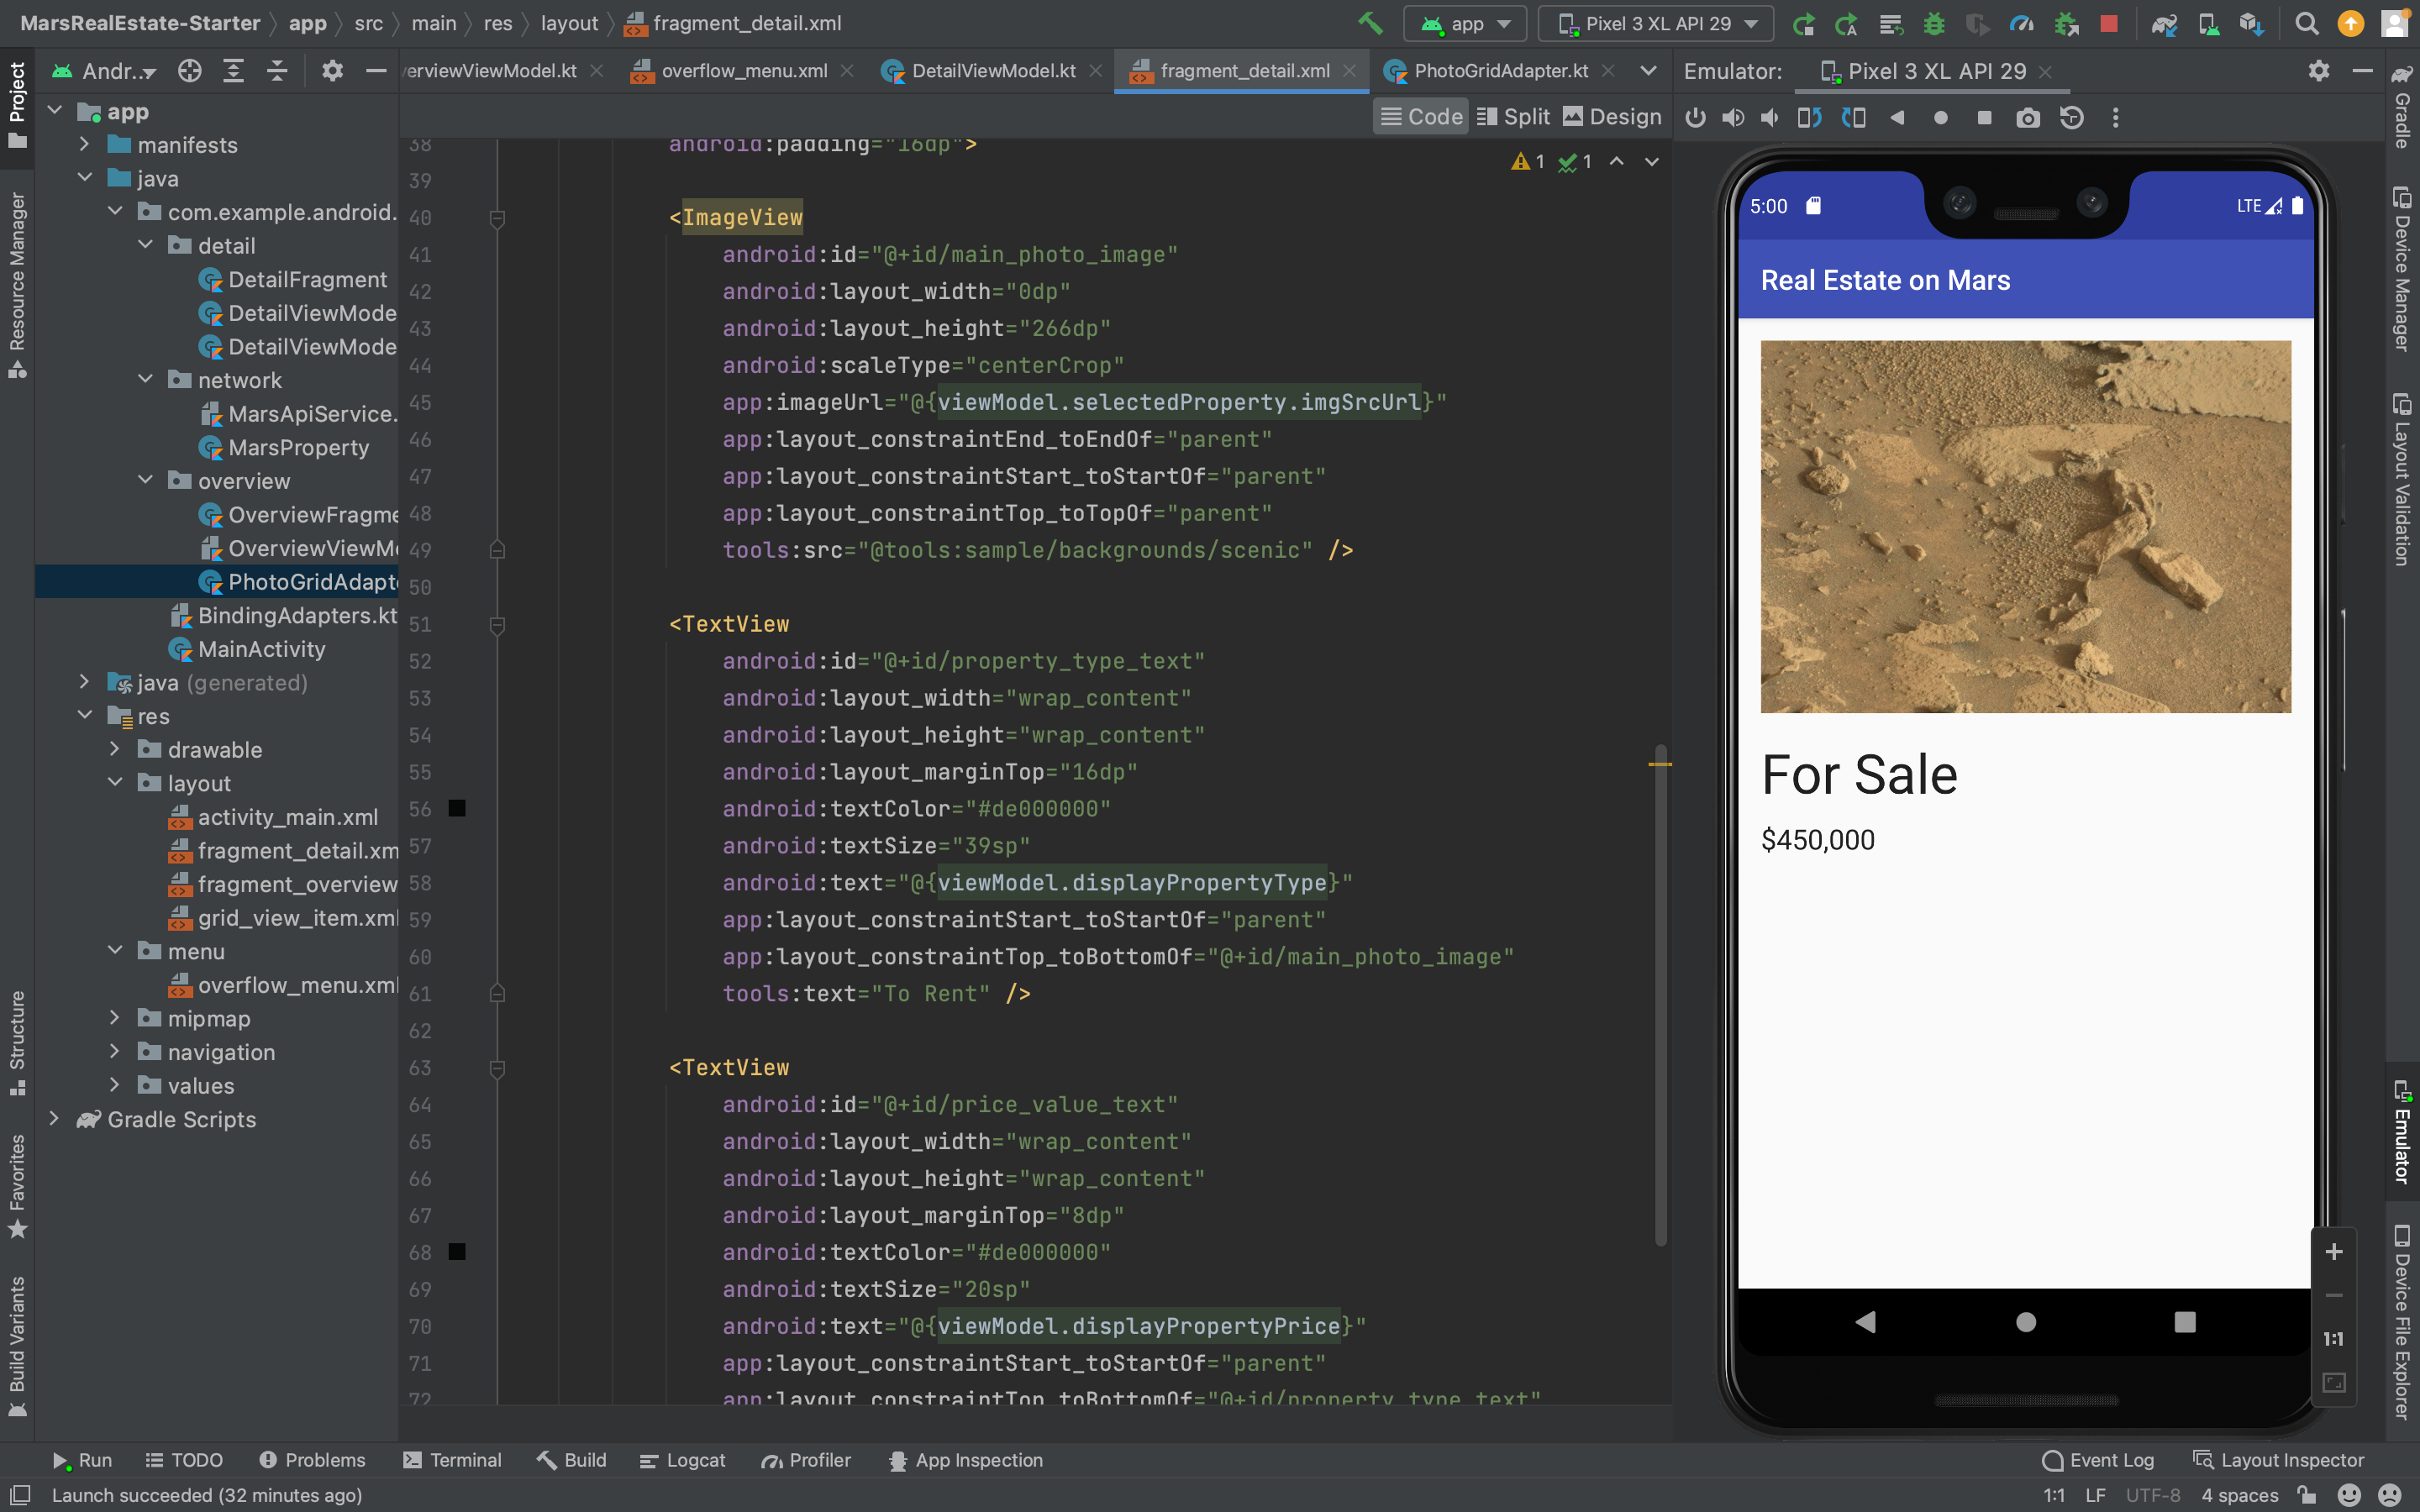 MarsRealEstate-Starter
app
src
main
res
layout
fragment_detail.xml
app
Pixel 3 XL API 29
Andr..
erviewViewModel.kt
overflow_menu.xml
DetailViewModel.kt
fragment_detail.xml
PhotoGridAdapter.kt
Emulator:
Pixel 3 XL API 29
Code
Split
Design
Project
Resource Manager
Structure
Favorites
Build Variants
app
manifests
java
com.example.android.
detail
DetailFragment
DetailViewMode
DetailViewMode
network
MarsApiService.
MarsProperty
overview
OverviewFragme
OverviewViewMo
PhotoGridAdapte
BindingAdapters.kt
MainActivity
java (generated)
res
drawable
layout
activity_main.xml
fragment_detail.xm
fragment_overview
grid_view_item.xml
menu
overflow_menu.xml
mipmap
navigation
values
Gradle Scripts
1 1
38 android:padding="16dp">
39
40 <ImageView
41 android:id="@+id/main_photo_image"
42 android:layout_width="0dp"
43 android:layout_height="266dp"
44 android:scaleType="centerCrop"
45 app:imageUrl="@{viewModel.selectedProperty.imgSrcUrl}"
46 app:layout_constraintEnd_toEndOf="parent"
47 app:layout_constraintStart_toStartOf="parent"
48 app:layout_constraintTop_toTopOf="parent"
49 tools:src="@tools:sample/backgrounds/scenic" />
50
51 <TextView
52 android:id="@+id/property_type_text"
53 android:layout_width="wrap_content"
54 android:layout_height="wrap_content"
55 android:layout_marginTop="16dp"
56 android:textColor="#de000000"
57 android:textSize="39sp"
58 android:text="@{viewModel.displayPropertyType}"
59 app:layout_constraintStart_toStartOf="parent"
60 app:layout_constraintTop_toBottomOf="@+id/main_photo_image"
61 tools:text="To Rent" />
62
63 <TextView
64 android:id="@+id/price_value_text"
65 android:layout_width="wrap_content"
66 android:layout_height="wrap_content"
67 android:layout_marginTop="8dp"
68 android:textColor="#de000000"
69 android:textSize="20sp"
70 android:text="@{viewModel.displayPropertyPrice}"
71 app:layout_constraintStart_toStartOf="parent"
72 app:layout_constraintTop_toBottomOf="@+id/property_type_text"
5:00
LTE
Real Estate on Mars
For Sale
$450,000
1:1
Gradle
Device Manager
Layout Validation
Emulator
Device File Explorer
Run
TODO
Problems
Terminal
Build
Logcat
Profiler
App Inspection
Event Log
Layout Inspector
Launch succeeded (32 minutes ago)
1:1
LF
UTF-8
4 spaces